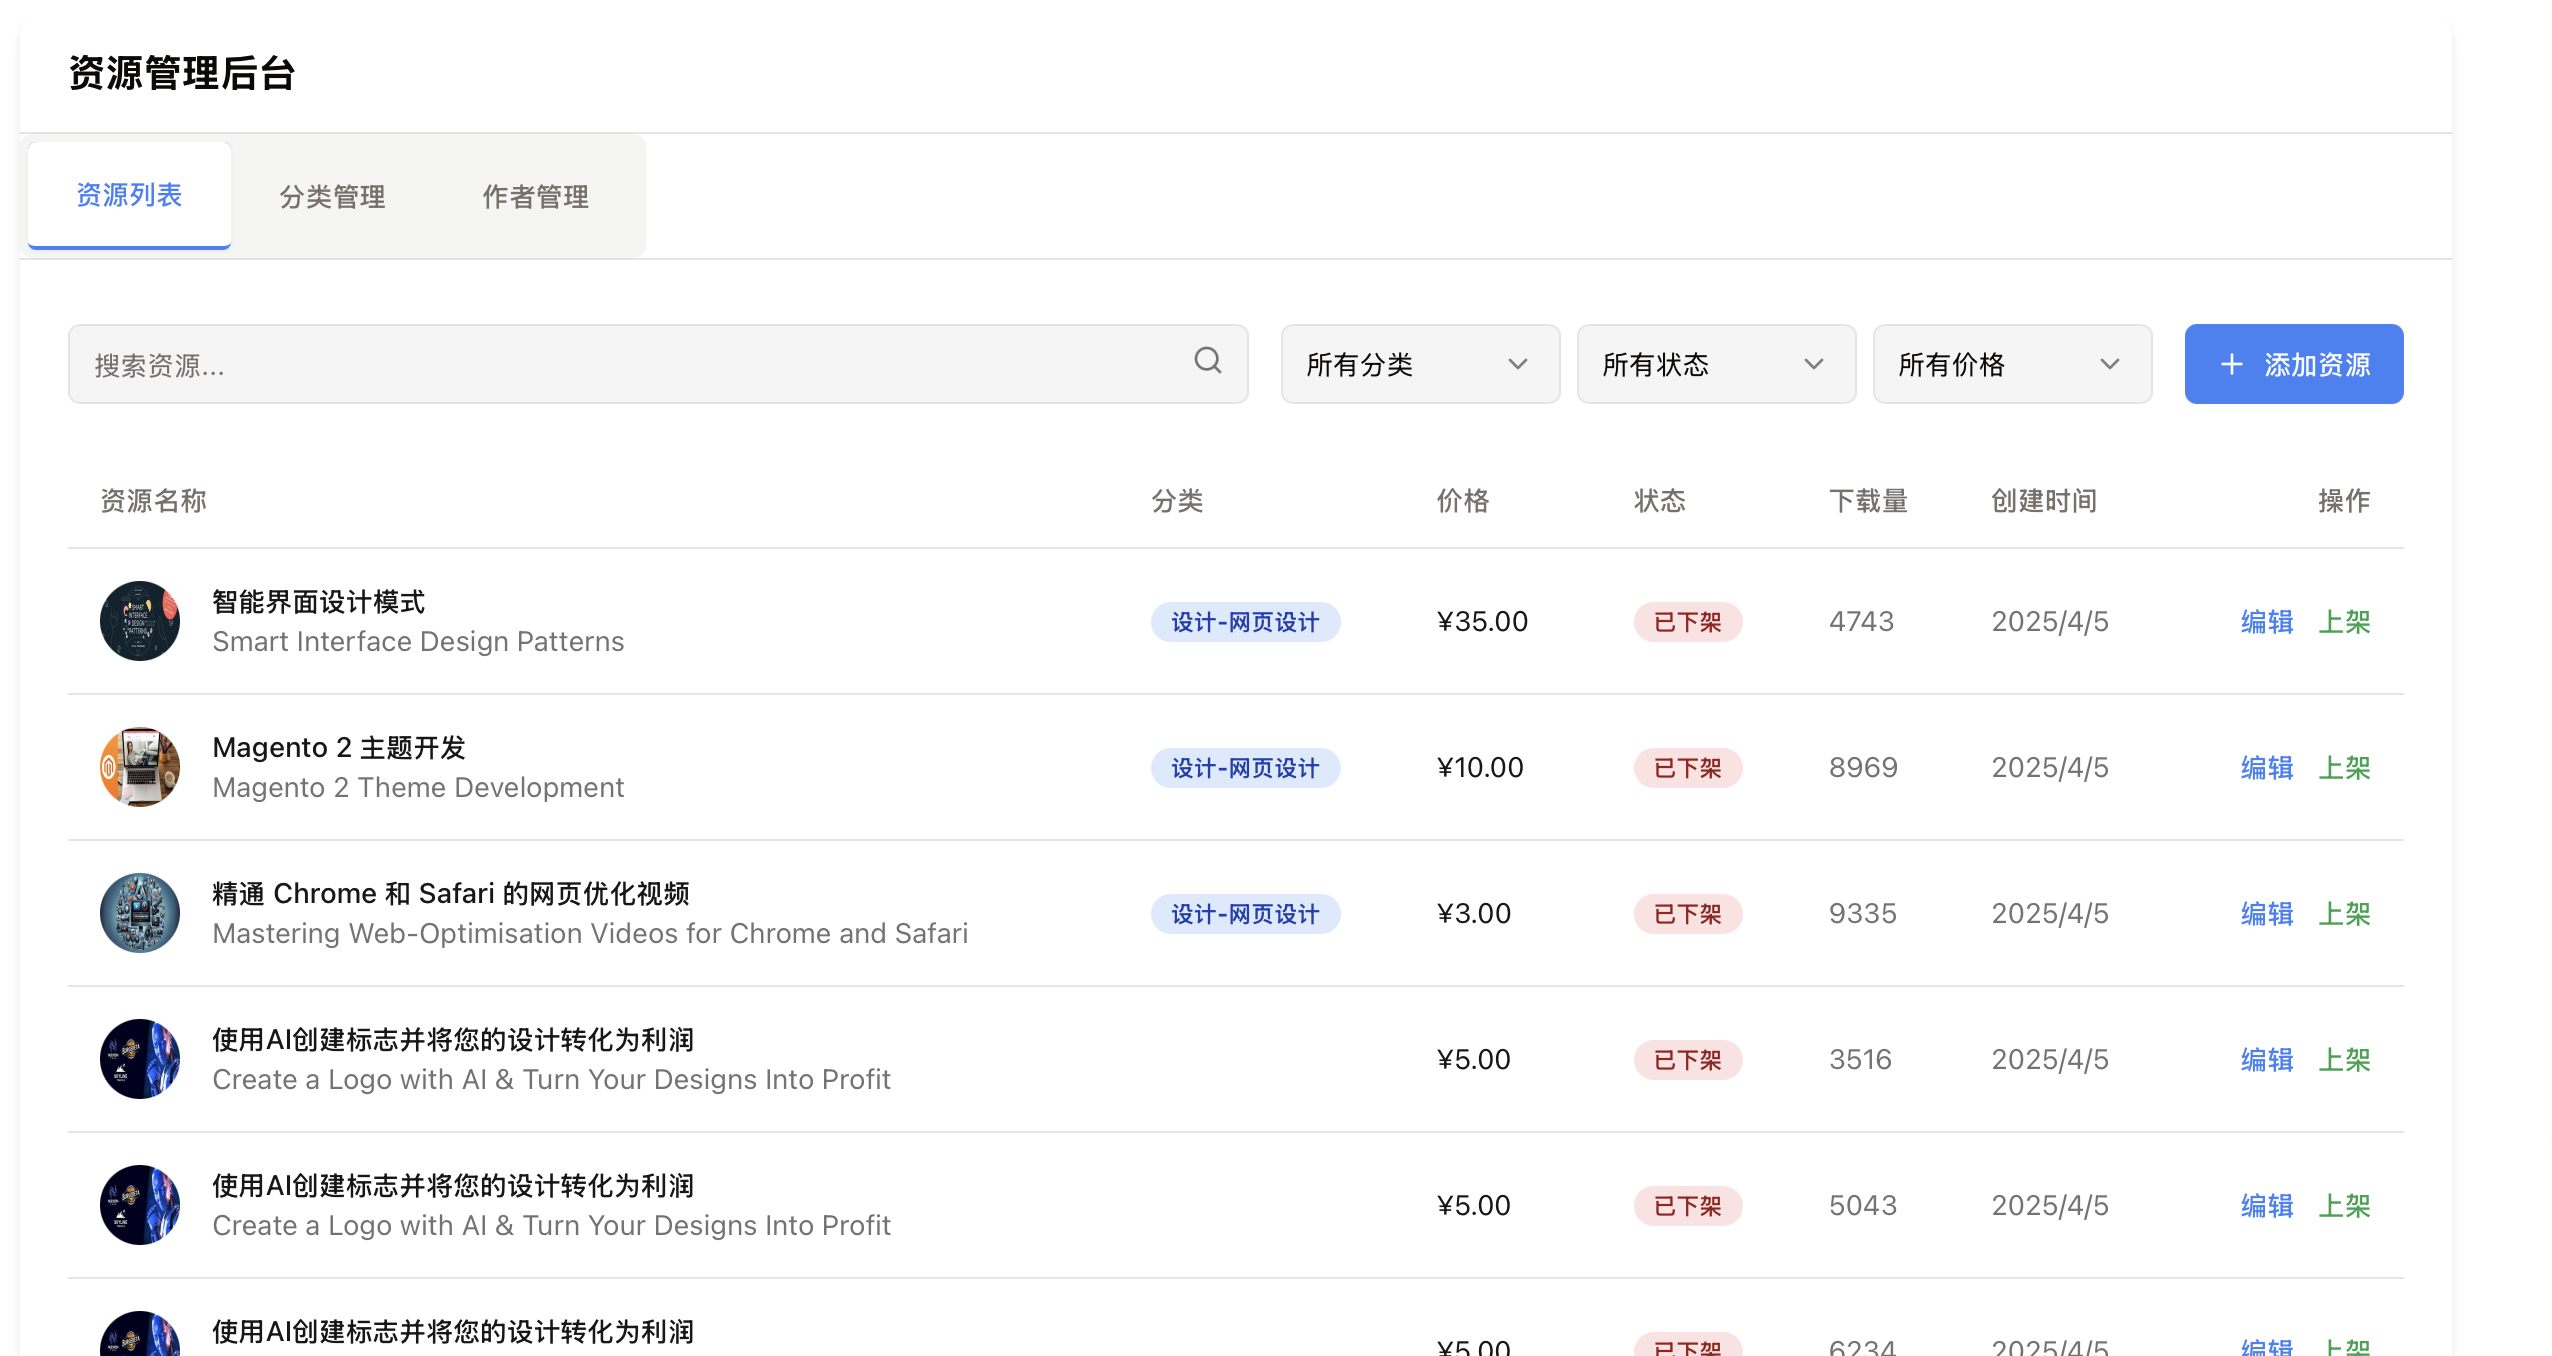 资源管理后台
资源列表 分类管理 作者管理
搜索资源... 所有分类 所有状态 所有价格 + 添加资源
资源名称 分类 价格 状态 下载量 创建时间 操作
智能界面设计模式
Smart Interface Design Patterns
设计-网页设计 ¥35.00 已下架 4743 2025/4/5 编辑 上架
Magento 2 主题开发
Magento 2 Theme Development
设计-网页设计 ¥10.00 已下架 8969 2025/4/5 编辑 上架
精通 Chrome 和 Safari 的网页优化视频
Mastering Web-Optimisation Videos for Chrome and Safari
设计-网页设计 ¥3.00 已下架 9335 2025/4/5 编辑 上架
使用AI创建标志并将您的设计转化为利润
Create a Logo with AI & Turn Your Designs Into Profit
¥5.00 已下架 3516 2025/4/5 编辑 上架
使用AI创建标志并将您的设计转化为利润
Create a Logo with AI & Turn Your Designs Into Profit
¥5.00 已下架 5043 2025/4/5 编辑 上架
使用AI创建标志并将您的设计转化为利润
¥5.00 已下架 6234 2025/4/5 编辑 上架